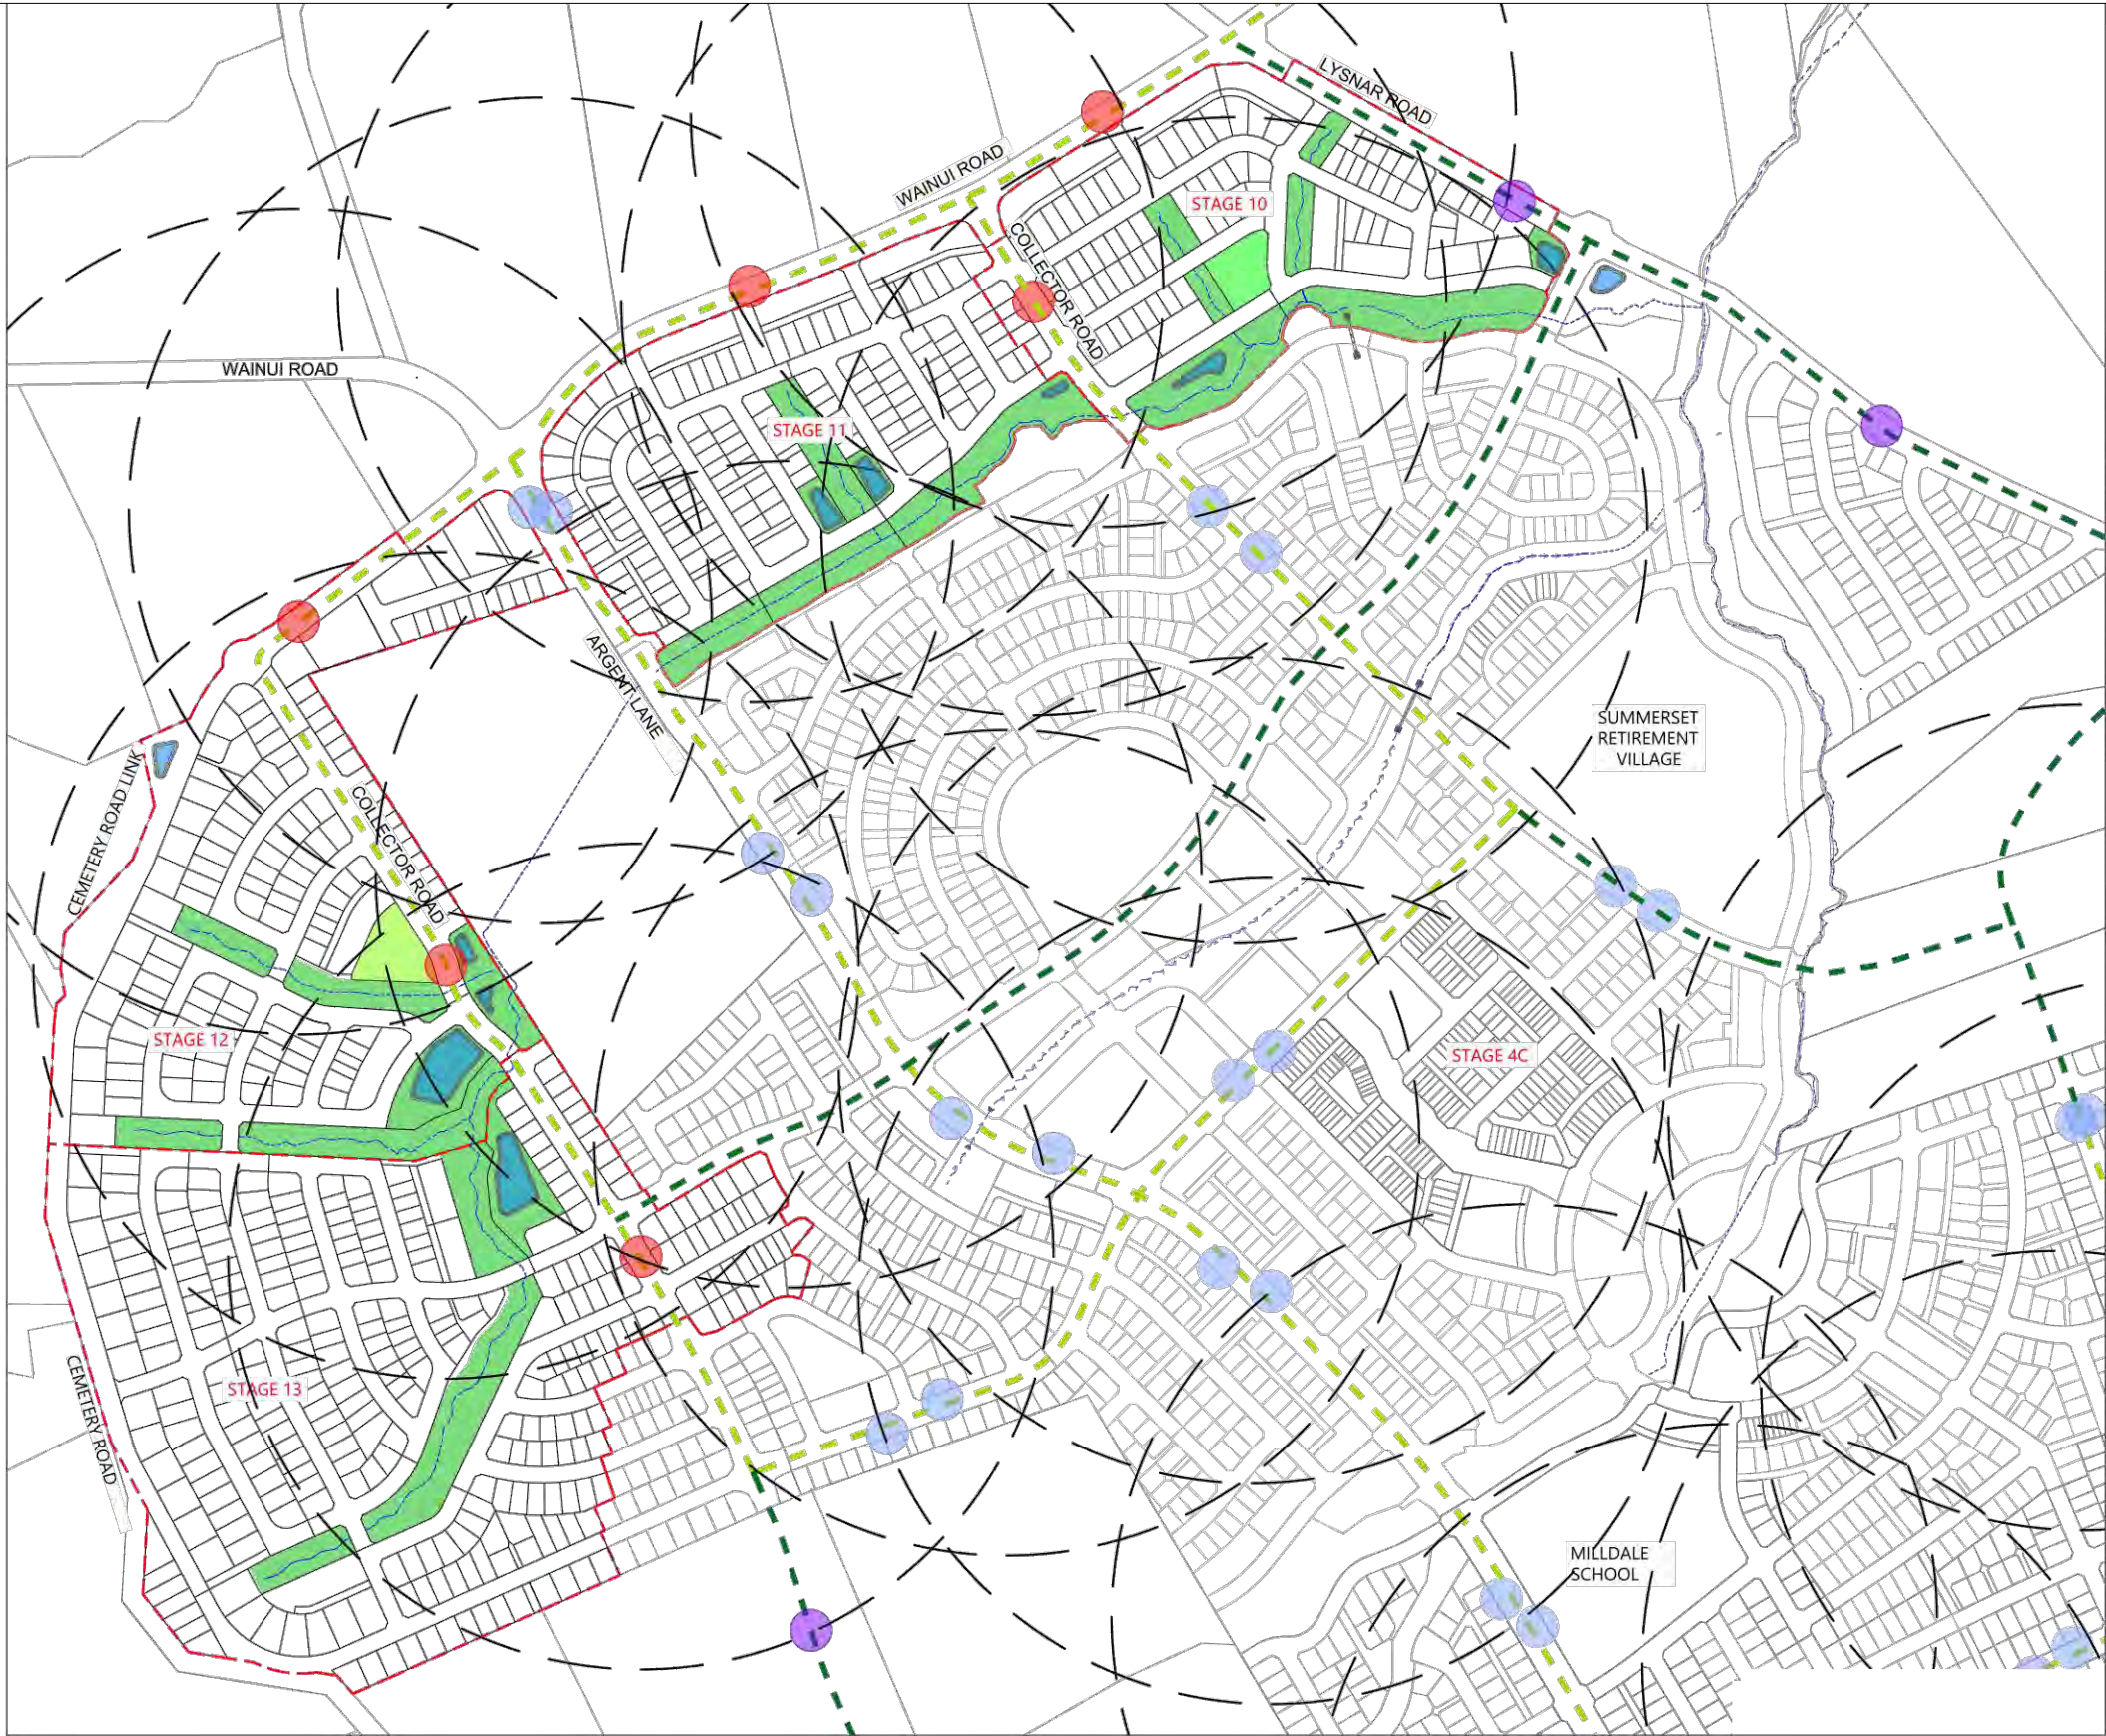 LYSNAR ROAD
WAINUI ROAD
STAGE 10
COLLECTOR ROAD
WAINUI ROAD
STAGE 11
ARGENT LANE
SUMMERSET
RETIREMENT
VILLAGE
CEMETERY ROAD LINK
COLLECTOR ROAD
STAGE 12
STAGE 4C
STAGE 13
CEMETERY ROAD
MILLDALE
SCHOOL